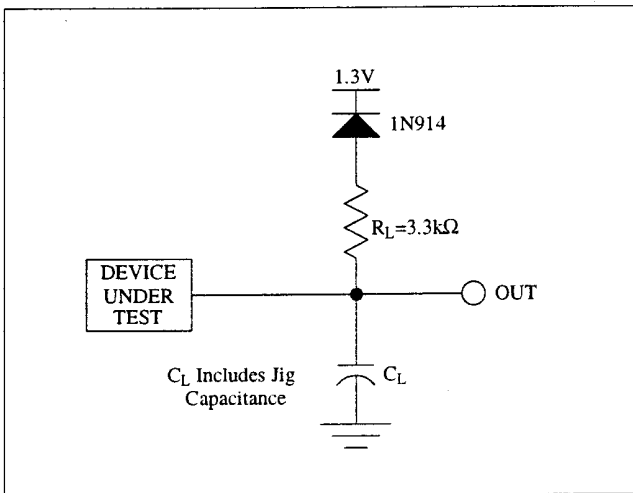 1.3V
1N914
R_L=3.3kΩ
DEVICE
UNDER
TEST
OUT
C_L Includes Jig
Capacitance
C_L